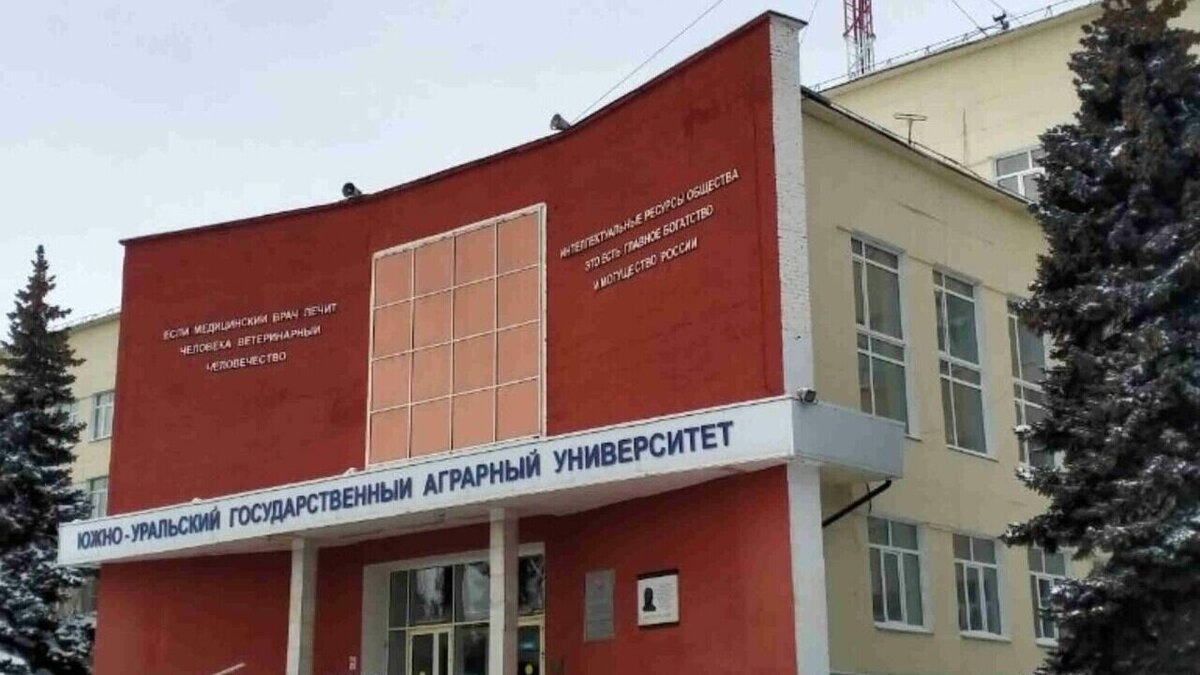 ЕСЛИ МЕДИЦИНСКИЙ ВРАЧ ЛЕЧИТ
ЧЕЛОВЕКА ВЕТЕРИНАРНЫЙ
ЧЕЛОВЕЧЕСТВО
ИНТЕЛЛЕКТУАЛЬНЫЕ РЕСУРСЫ ОБЩЕСТВА
ЭТО ЕСТЬ ГЛАВНОЕ БОГАТСТВО
И МОГУЩЕСТВО РОССИИ
ЮЖНО-УРАЛЬСКИЙ ГОСУДАРСТВЕННЫЙ АГРАРНЫЙ УНИВЕРСИТЕТ